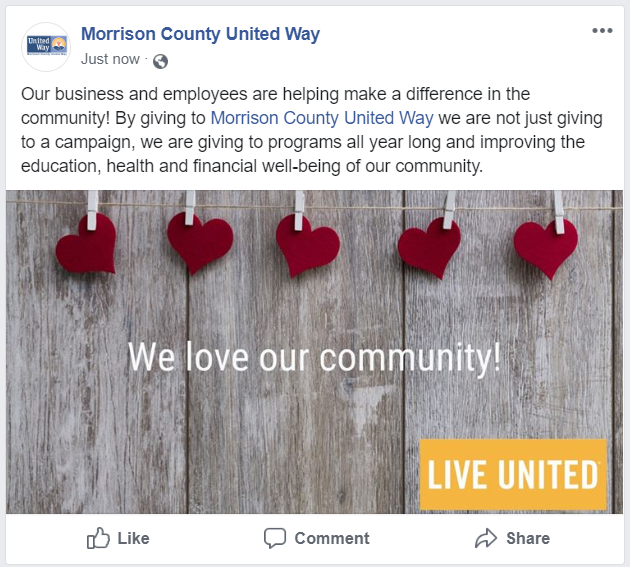 Morrison County United Way
Just now ·
United
Way
Our business and employees are helping make a difference in the
community! By giving to Morrison County United Way we are not just giving
to a campaign, we are giving to programs all year long and improving the
education, health and financial well-being of our community.
We love our community!
LIVE UNITED
Like
Comment
Share